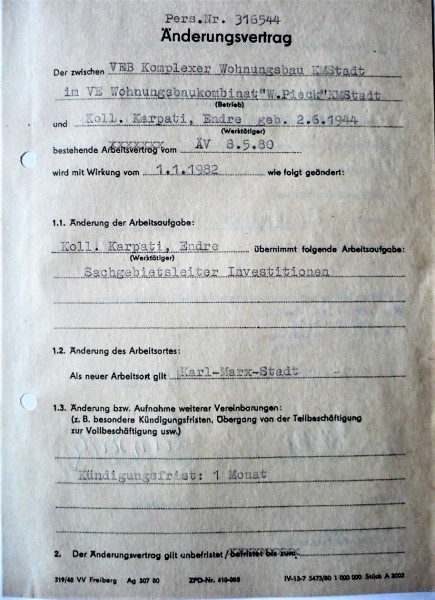 Pers.Nr. 316544
Änderungsvertrag
Der zwischen VEB Komplexer Wohnungsbau KMStadt
im VE Wohnungsbaukombinat"W.Pieck"KMStadt
(Betrieb)
und Koll. Karpati, Endre geb. 2.6.1944
(Werktätiger)
bestehende Arbeitsvertrag vom ÄV 8.5.80
wird mit Wirkung vom 1.1.1982 wie folgt geändert:
1.1. Änderung der Arbeitsaufgabe:
Koll. Karpati, Endre übernimmt folgende Arbeitsaufgabe:
(Werktätiger)
Sachgebietsleiter Investitionen
1.2. Änderung des Arbeitsortes:
Als neuer Arbeitsort gilt Karl-Marx-Stadt
1.3. Änderung bzw. Aufnahme weiterer Vereinbarungen:
(z. B. besondere Kündigungsfristen, Übergang von der Teilbeschäftigung
zur Vollbeschäftigung usw.)
Kündigungsfrist: 1 Monat
2. Der Änderungsvertrag gilt unbefristet/befristet bis zum
319/40 VV Freiberg Ag 307 80 ZPD-Nr. IV-13-7 5473/80 1 000 000 Stück A 2003